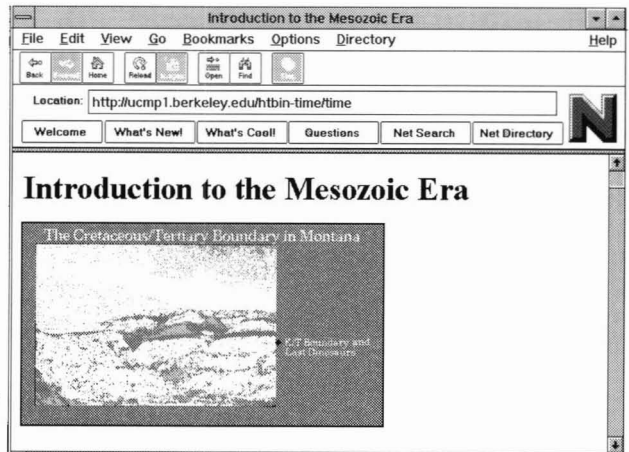 Introduction to the Mesozoic Era
File Edit View Go Bookmarks Options Directory Help
Back Home Reload Open Find
Location: http://ucmp1.berkeley.edu/htbin-time/time
N
Welcome What's New! What's Cool! Questions Net Search Net Directory
Introduction to the Mesozoic Era
The Cretaceous/Tertiary Boundary in Montana
K/T Boundary and
Last Dinosaurs